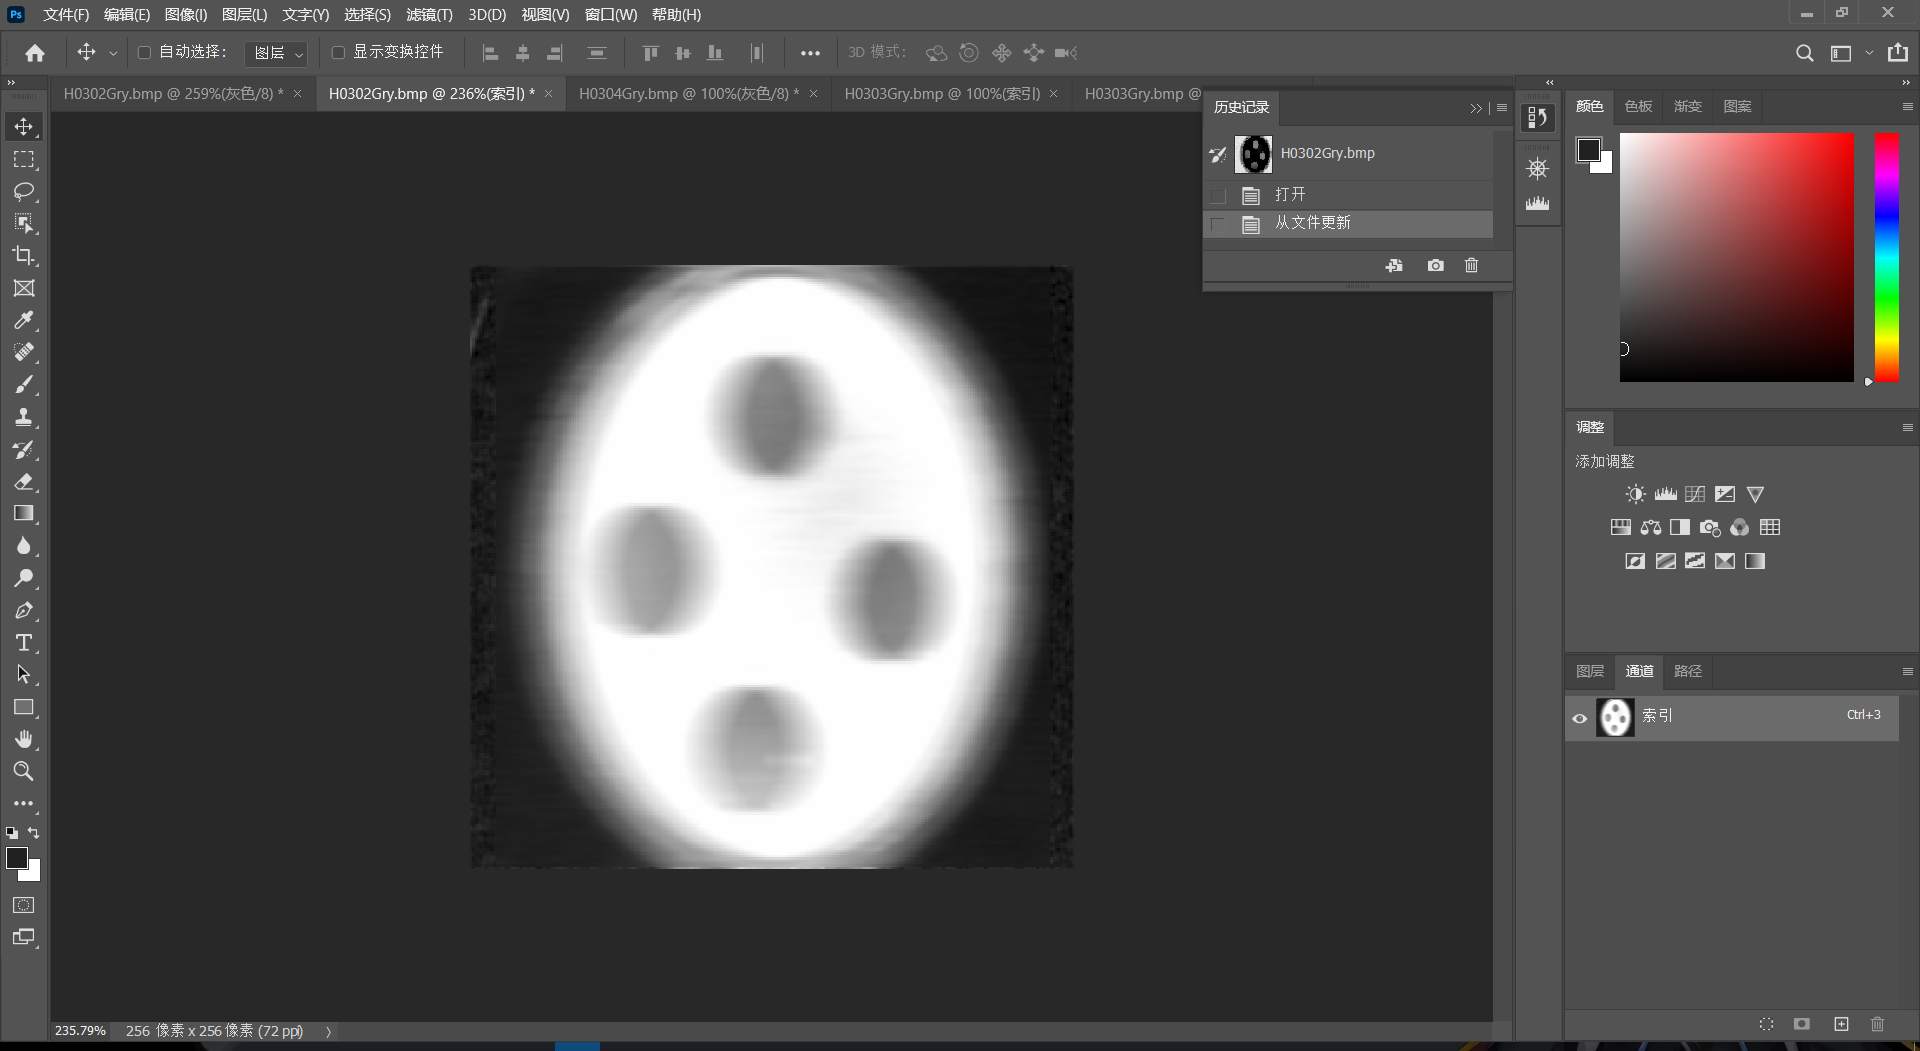 Ps 文件(F) 编辑(E) 图像(I) 图层(L) 文字(Y) 选择(S) 滤镜(T) 3D(D) 视图(V) 窗口(W) 帮助(H)
自动选择： 图层 显示变换控件 3D 模式：
H0302Gry.bmp @ 259%(灰色/8) * × H0302Gry.bmp @ 236%(索引) * × H0304Gry.bmp @ 100%(灰色/8) * × H0303Gry.bmp @ 100%(索引) × H0303Gry.bmp @
历史记录
H0302Gry.bmp
打开
从文件更新
颜色 色板 渐变 图案
调整
添加调整
图层 通道 路径
索引 Ctrl+3
235.79% 256 像素 x 256 像素 (72 ppi)